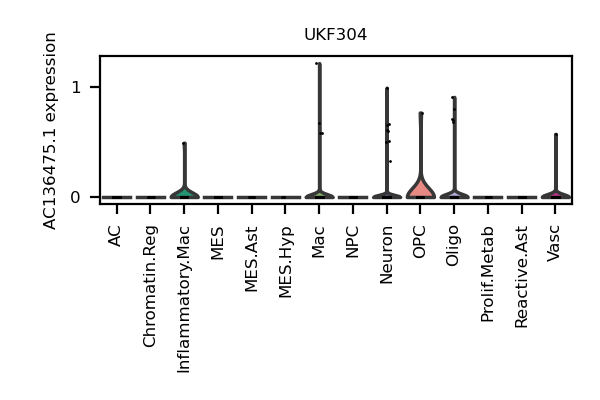 UKF304
AC136475.1 expression
1
0
AC
Chromatin.Reg
Inflammatory.Mac
MES
MES.Ast
MES.Hyp
Mac
NPC
Neuron
OPC
Oligo
Prolif.Metab
Reactive.Ast
Vasc